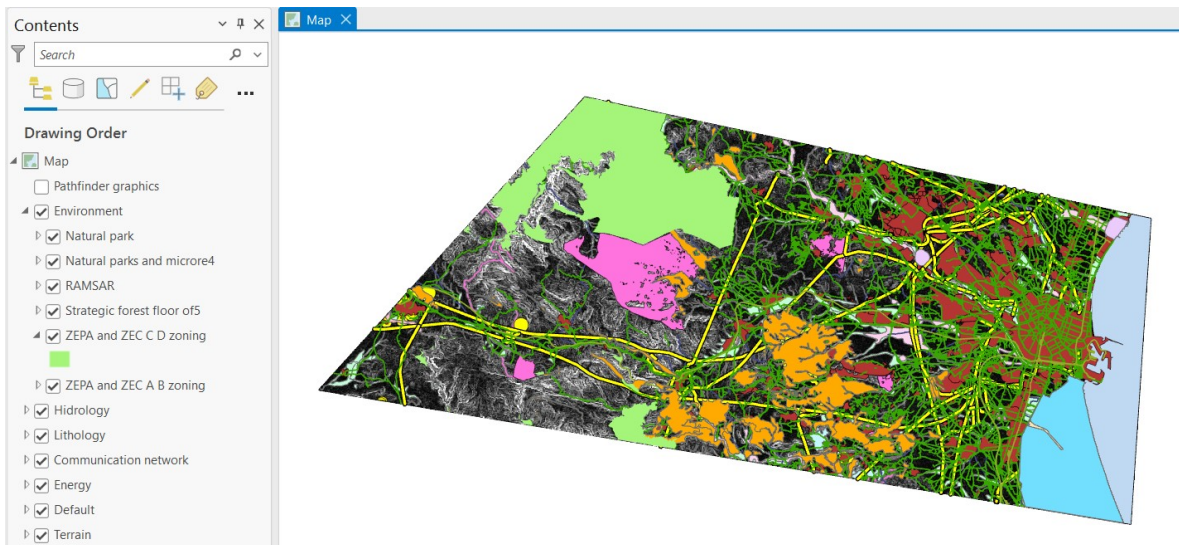 Contents
Map
Search
Drawing Order
Map
Pathfinder graphics
Environment
Natural park
Natural parks and microre4
RAMSAR
Strategic forest floor of5
ZEPA and ZEC C D zoning
ZEPA and ZEC A B zoning
Hidrology
Lithology
Communication network
Energy
Default
Terrain